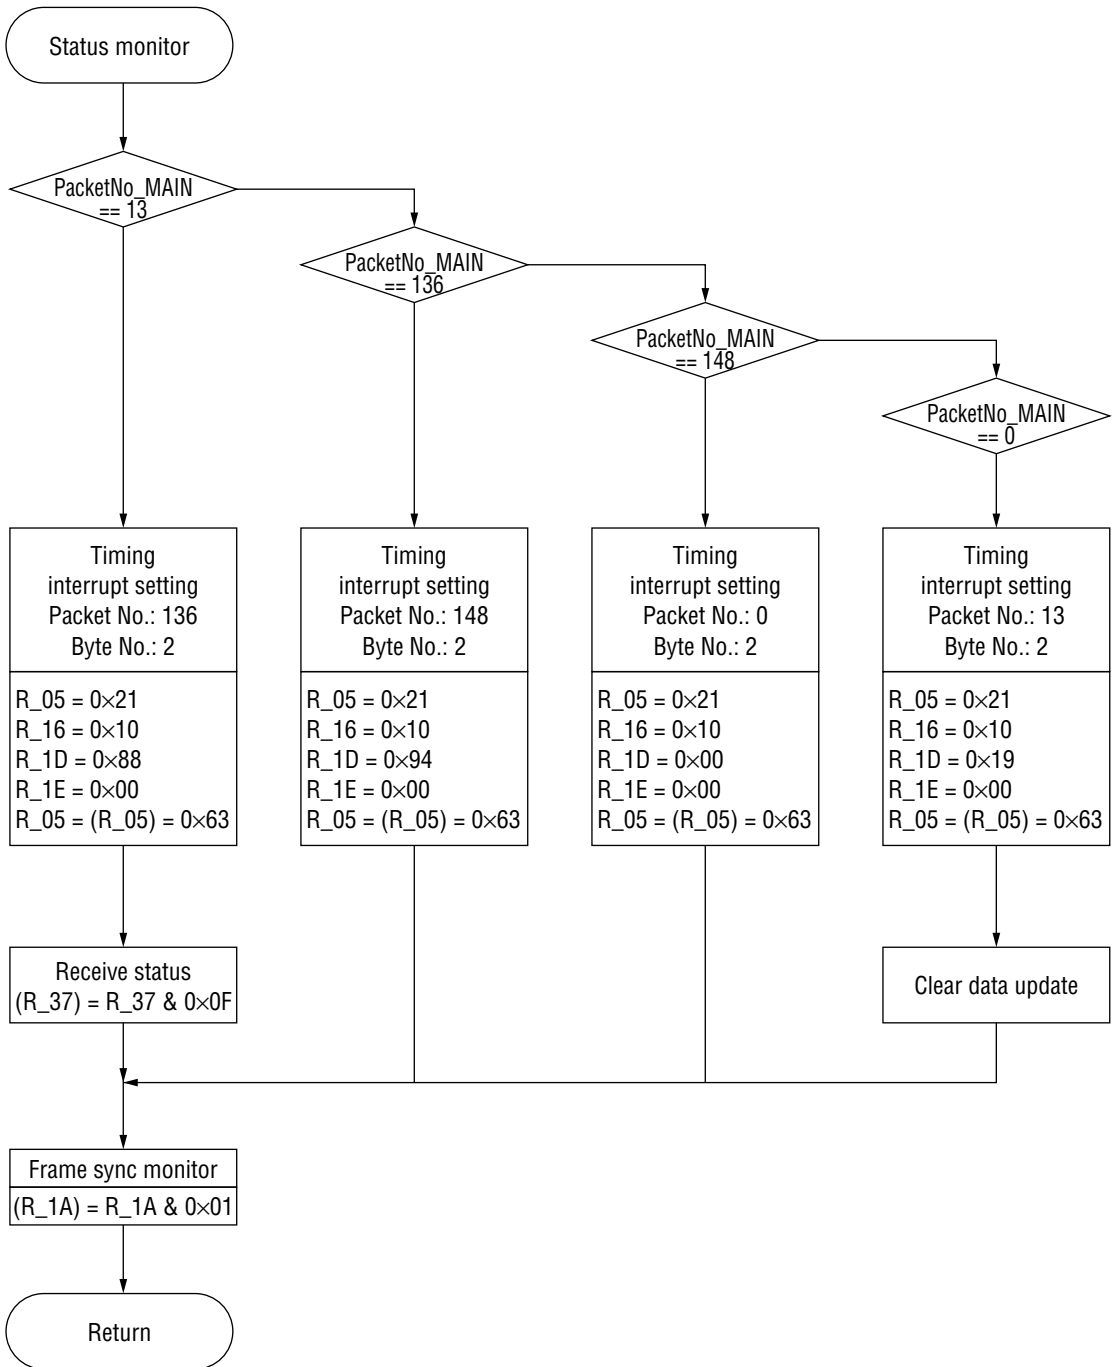 Status monitor
PacketNo_MAIN
== 13
PacketNo_MAIN
== 136
PacketNo_MAIN
== 148
PacketNo_MAIN
== 0
Timing
interrupt setting
Packet No.: 136
Byte No.: 2
R_05 = 0×21
R_16 = 0×10
R_1D = 0×88
R_1E = 0×00
R_05 = (R_05) = 0×63
Timing
interrupt setting
Packet No.: 148
Byte No.: 2
R_05 = 0×21
R_16 = 0×10
R_1D = 0×94
R_1E = 0×00
R_05 = (R_05) = 0×63
Timing
interrupt setting
Packet No.: 0
Byte No.: 2
R_05 = 0×21
R_16 = 0×10
R_1D = 0×00
R_1E = 0×00
R_05 = (R_05) = 0×63
Timing
interrupt setting
Packet No.: 13
Byte No.: 2
R_05 = 0×21
R_16 = 0×10
R_1D = 0×19
R_1E = 0×00
R_05 = (R_05) = 0×63
Receive status
(R_37) = R_37 & 0×0F
Clear data update
Frame sync monitor
(R_1A) = R_1A & 0×01
Return